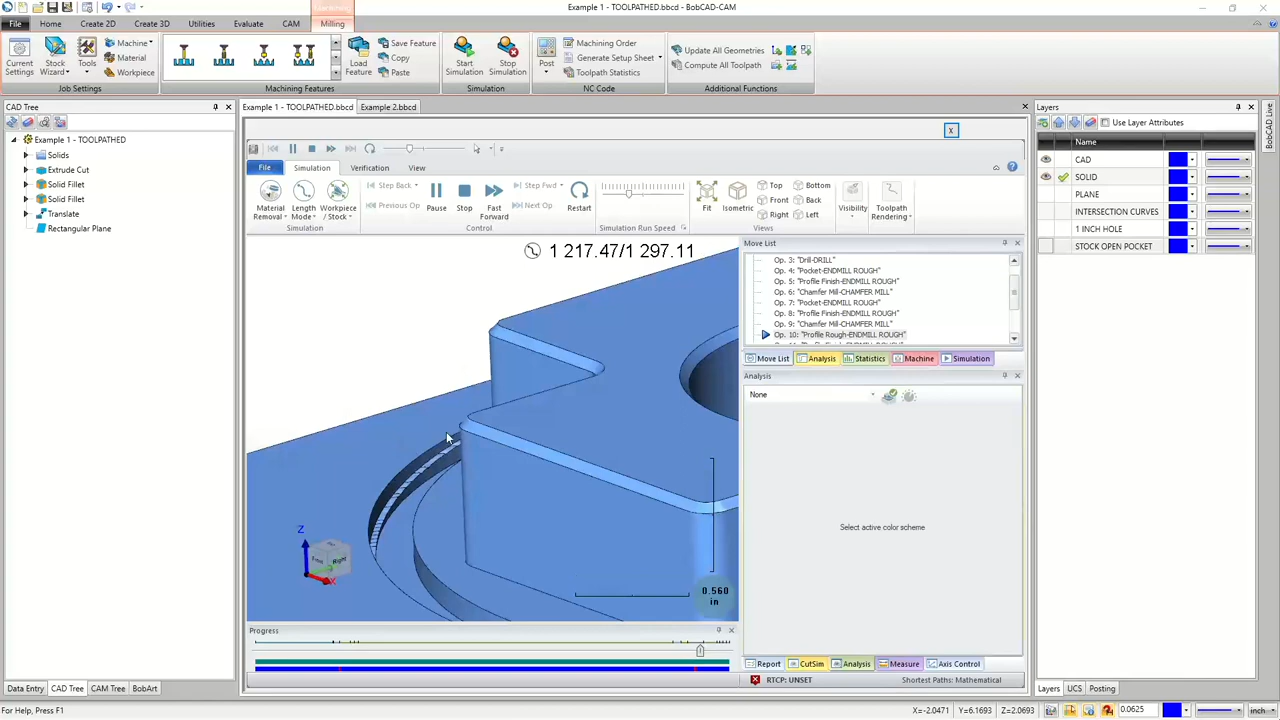 Example 1 - TOOLPATHED.bbcd - BobCAD-CAM
File Home Create 2D Create 3D Utilities Evaluate CAM Milling
Current Settings
Stock Wizard
Tools
Machine
Material
Workpiece
Load Feature
Save Feature
Copy
Paste
Start Simulation
Stop Simulation
Post
Machining Order
Generate Setup Sheet
Toolpath Statistics
Update All Geometries
Compute All Toolpath
Job Settings Machining Features Simulation NC Code Additional Functions
CAD Tree
Example 1 - TOOLPATHED
Solids
Extrude Cut
Solid Fillet
Solid Fillet
Translate
Rectangular Plane
Example 1 - TOOLPATHED.bbcd Example 2.bbcd
File Simulation Verification View
Material Removal
Length Mode
Workpiece / Stock
Step Back
Previous Op
Pause
Stop
Fast Forward
Step Fwd
Next Op
Restart
Fit
Isometric
Top Bottom
Front Back
Right Left
Visibility
Toolpath Rendering
Simulation Control Simulation Run Speed Views
1 217.47/1 297.11
Z
Right
X
0.560
in
Move List
Op. 3: "Drill-DRILL"
Op. 4: "Pocket-ENDMILL ROUGH"
Op. 5: "Profile Finish-ENDMILL ROUGH"
Op. 6: "Chamfer Mill-CHAMFER MILL"
Op. 7: "Pocket-ENDMILL ROUGH"
Op. 8: "Profile Finish-ENDMILL ROUGH"
Op. 9: "Chamfer Mill-CHAMFER MILL"
Op. 10: "Profile Rough-ENDMILL ROUGH"
Move List Analysis Statistics Machine Simulation
Analysis
None
Select active color scheme
Report CutSim Analysis Measure Axis Control
Progress
RTCP: UNSET Shortest Paths: Mathematical
Layers
Use Layer Attributes
Name
CAD
SOLID
PLANE
INTERSECTION CURVES
1 INCH HOLE
STOCK OPEN POCKET
BobCAD Live
Data Entry CAD Tree CAM Tree BobArt
Layers UCS Posting
For Help, Press F1 X=-2.0471 Y=6.1693 Z=2.0693 0.0625 inch